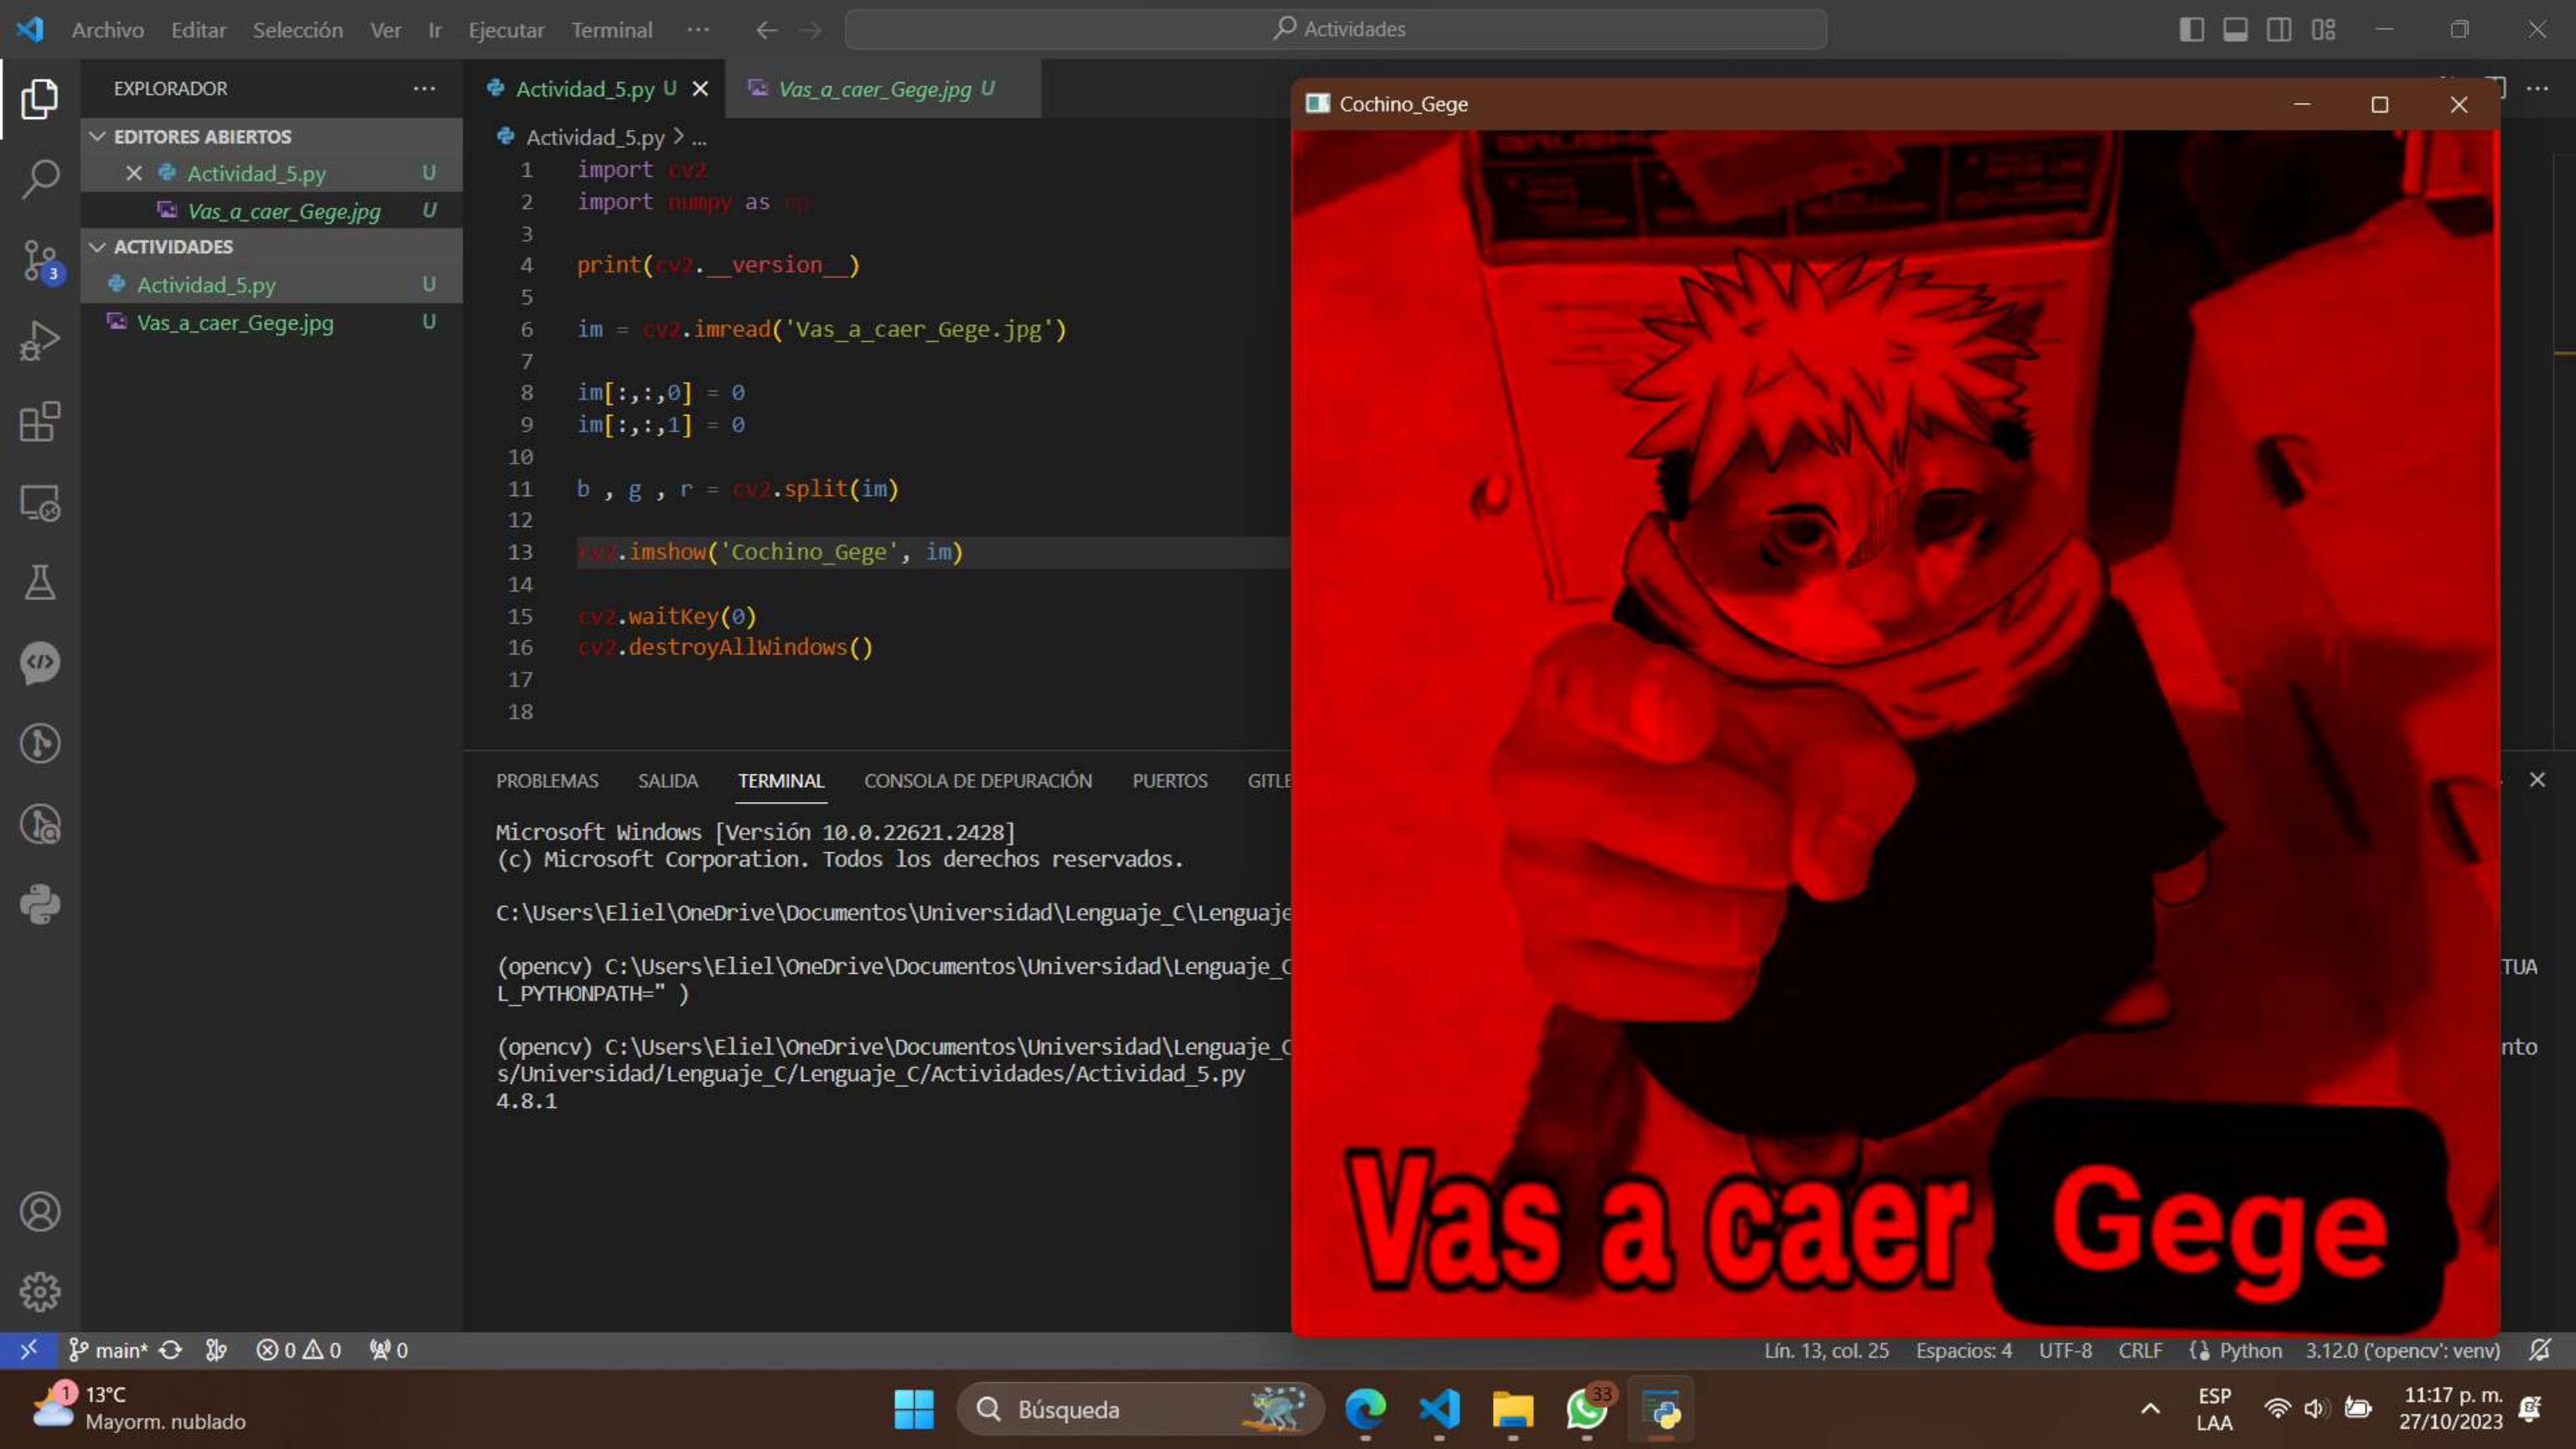 Archivo Editar Selección Ver Ir Ejecutar Terminal ··· Actividades
EXPLORADOR ···
EDITORES ABIERTOS
Actividad_5.py U
Vas_a_caer_Gege.jpg U
ACTIVIDADES
Actividad_5.py U
Vas_a_caer_Gege.jpg U
3
Actividad_5.py U Vas_a_caer_Gege.jpg U
Actividad_5.py > ...
1 import cv2
2 import numpy as np
3
4 print(cv2.__version__)
5
6 im = cv2.imread('Vas_a_caer_Gege.jpg')
7
8 im[:,:,0] = 0
9 im[:,:,1] = 0
10
11 b , g , r = cv2.split(im)
12
13 cv2.imshow('Cochino_Gege', im)
14
15 cv2.waitKey(0)
16 cv2.destroyAllWindows()
17
18
PROBLEMAS SALIDA TERMINAL CONSOLA DE DEPURACIÓN PUERTOS GITLE
Microsoft Windows [Versión 10.0.22621.2428]
(c) Microsoft Corporation. Todos los derechos reservados.
C:\Users\Eliel\OneDrive\Documentos\Universidad\Lenguaje_C\Lenguaje
(opencv) C:\Users\Eliel\OneDrive\Documentos\Universidad\Lenguaje_C TUA
L_PYTHONPATH=" )
(opencv) C:\Users\Eliel\OneDrive\Documentos\Universidad\Lenguaje_C nto
s/Universidad/Lenguaje_C/Lenguaje_C/Actividades/Actividad_5.py
4.8.1
Cochino_Gege
Vas a caer Gege
main* 0 0 0 Lín. 13, col. 25 Espacios: 4 UTF-8 CRLF Python 3.12.0 ('opencv': venv)
1 13°C
Mayorm. nublado
Búsqueda
33
ESP
LAA
11:17 p. m.
27/10/2023